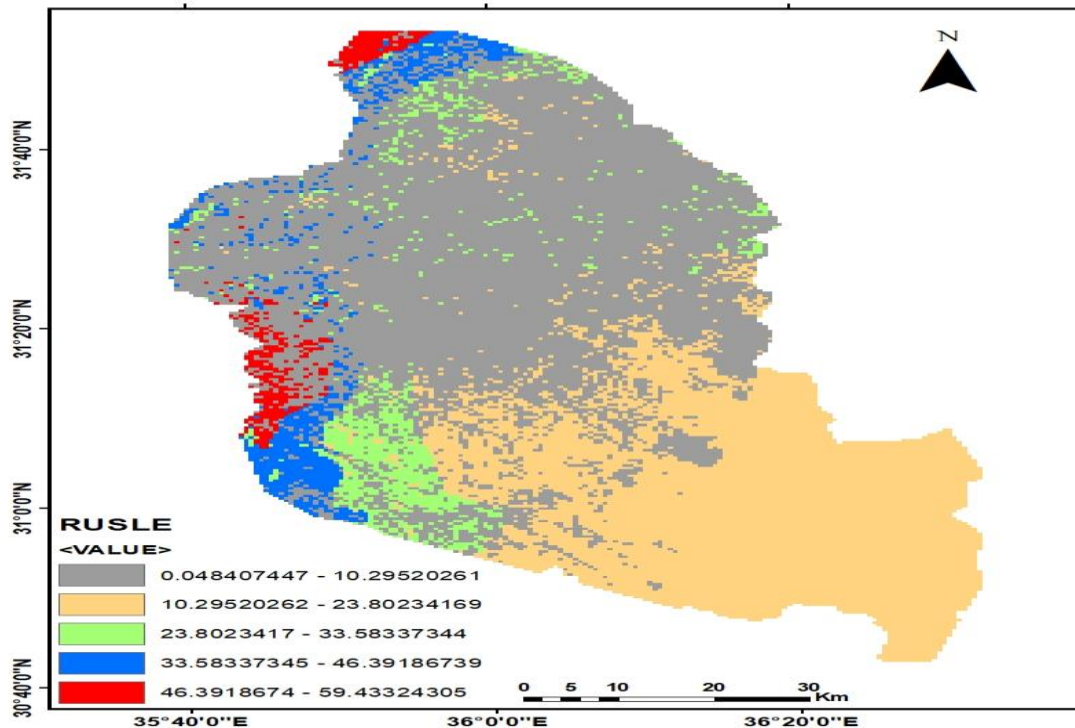 N
31°40'0"N
31°20'0"N
31°0'0"N
30°40'0"N
RUSLE
<VALUE>
0.048407447 - 10.29520261
10.29520262 - 23.80234169
23.8023417 - 33.58337344
33.58337345 - 46.39186739
46.3918674 - 59.43324305
0 5 10 20 30
Km
35°40'0"E 36°0'0"E 36°20'0"E